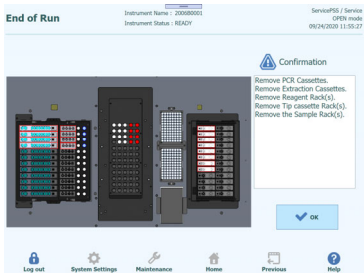 End of Run
Instrument Name : 200680001
Instrument Status : READY
ServicePSS / Service
OPEN mode
09/24/2020 11:55:27
Confirmation
Remove PCR Cassettes.
Remove Extraction Cassettes.
Remove Reagent Rack(s).
Remove Tip cassette Rack(s).
Remove the Sample Rack(s).
OK
Log out
System Settings
Maintenance
Home
Previous
Help